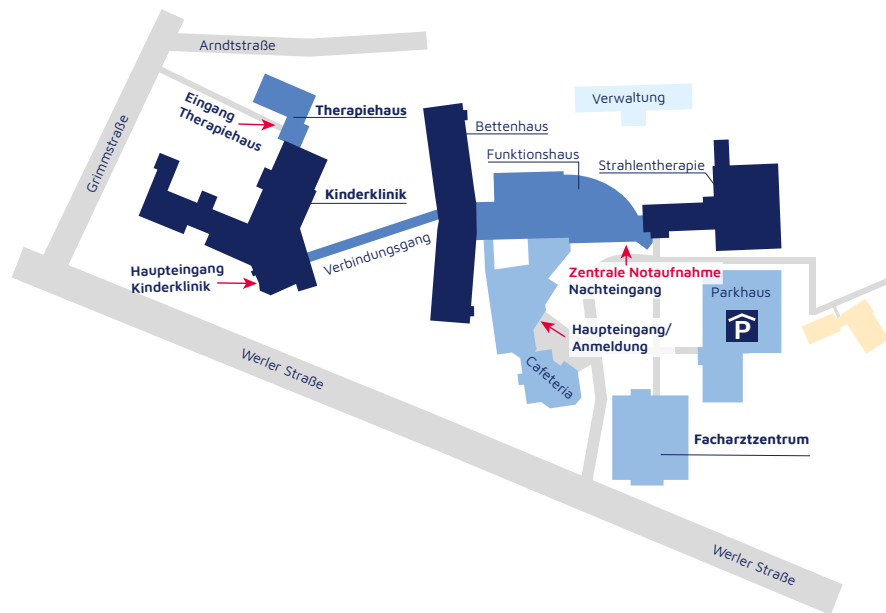 Arndtstraße
Grimmstraße
Eingang
Therapiehaus
Therapiehaus
Kinderklinik
Haupteingang
Kinderklinik
Verbindungsgang
Bettenhaus
Funktionshaus
Verwaltung
Strahlentherapie
Zentrale Notaufnahme
Nachteingang
Parkhaus
P
Haupteingang/
Anmeldung
Cafeteria
Facharztzentrum
Werler Straße
Werler Straße